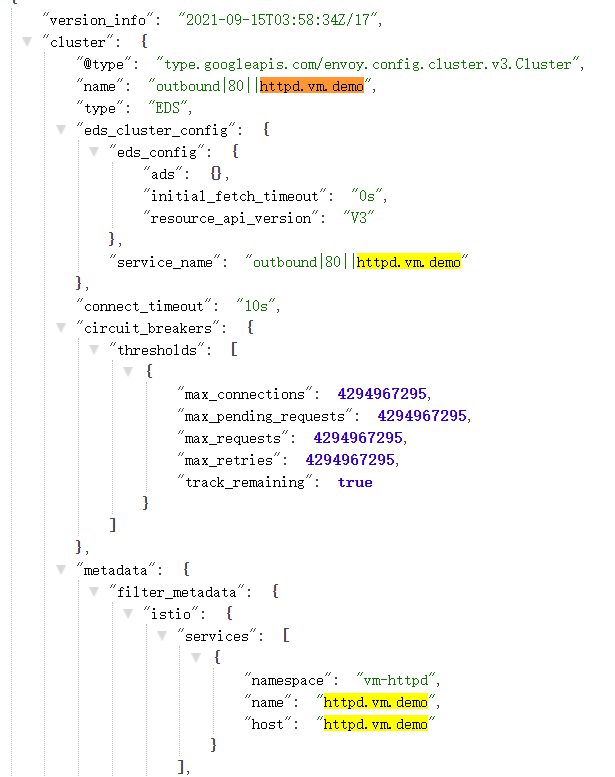 {
"version_info": "2021-09-15T03:58:34Z/17",
"cluster": {
"@type": "type.googleapis.com/envoy.config.cluster.v3.Cluster",
"name": "outbound|80||httpd.vm.demo",
"type": "EDS",
"eds_cluster_config": {
"eds_config": {
"ads": {},
"initial_fetch_timeout": "0s",
"resource_api_version": "V3"
},
"service_name": "outbound|80||httpd.vm.demo"
},
"connect_timeout": "10s",
"circuit_breakers": {
"thresholds": [
{
"max_connections": 4294967295,
"max_pending_requests": 4294967295,
"max_requests": 4294967295,
"max_retries": 4294967295,
"track_remaining": true
}
]
},
"metadata": {
"filter_metadata": {
"istio": {
"services": [
{
"namespace": "vm-httpd",
"name": "httpd.vm.demo",
"host": "httpd.vm.demo"
}
],